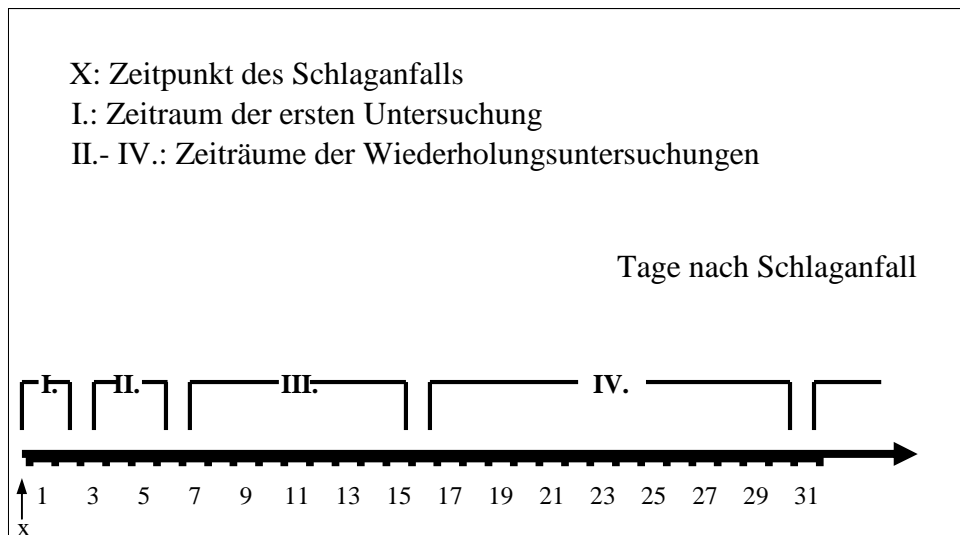 X: Zeitpunkt des Schlaganfalls
I.: Zeitraum der ersten Untersuchung
II.- IV.: Zeiträume der Wiederholungsuntersuchungen
Tage nach Schlaganfall
I. II. III. IV.
1 3 5 7 9 11 13 15 17 19 21 23 25 27 29 31
x